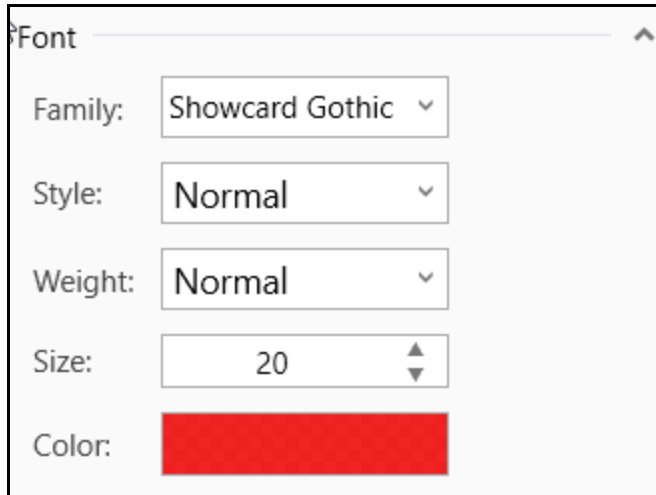 Font
Family: Showcard Gothic
Style: Normal
Weight: Normal
Size: 20
Color: